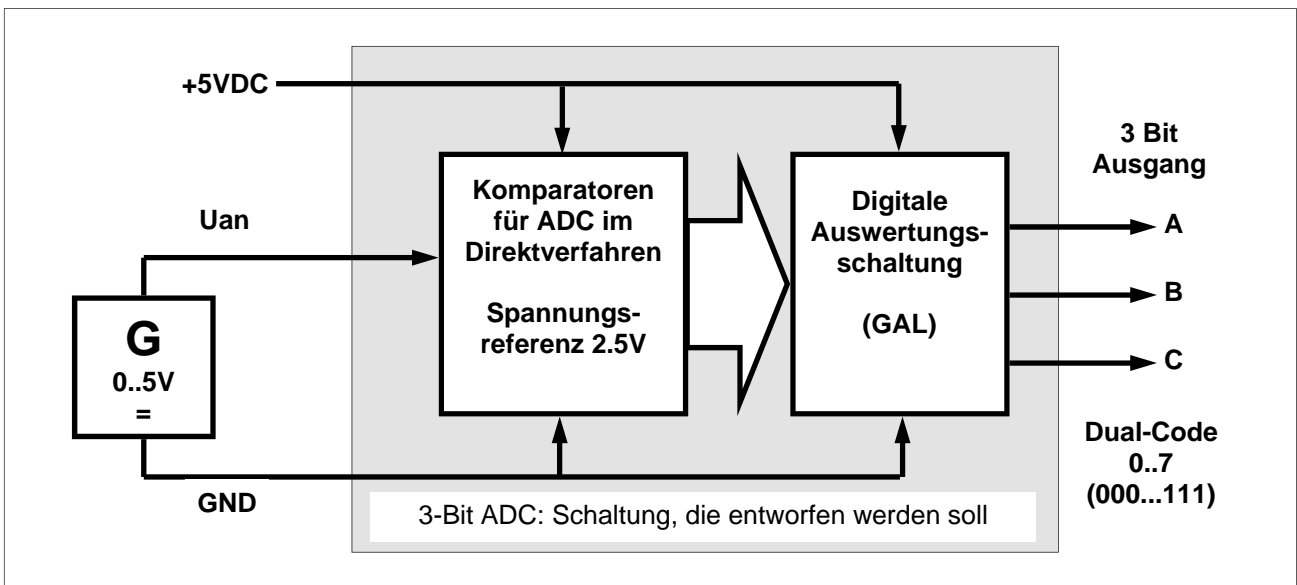 +5VDC
3 Bit
Ausgang
Komparatoren
für ADC im
Direktverfahren
Spannungs-
referenz 2.5V
Digitale
Auswertungs-
schaltung
(GAL)
Uan
A
B
C
G
0..5V
=
GND
Dual-Code
0..7
(000...111)
3-Bit ADC: Schaltung, die entworfen werden soll